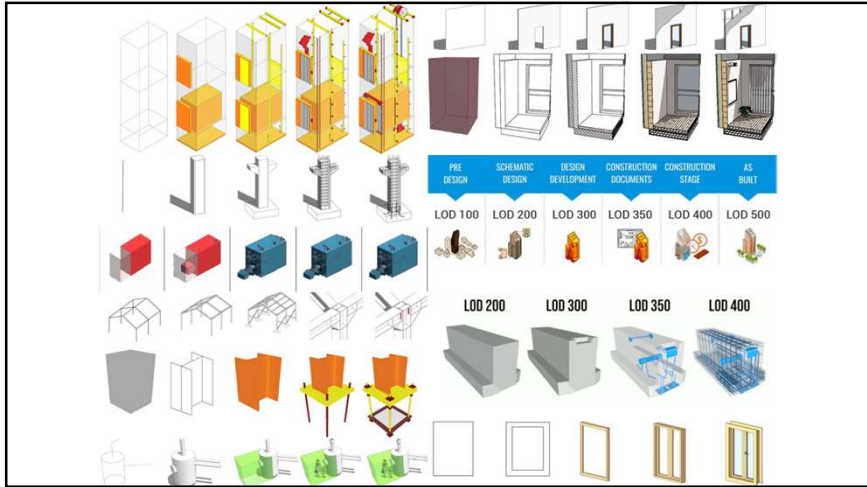 PRE
DESIGN
SCHEMATIC
DESIGN
DESIGN
DEVELOPMENT
CONSTRUCTION
DOCUMENTS
CONSTRUCTION
STAGE
AS
BUILT
LOD 100
LOD 200
LOD 300
LOD 350
LOD 400
LOD 500
LOD 200
LOD 300
LOD 350
LOD 400